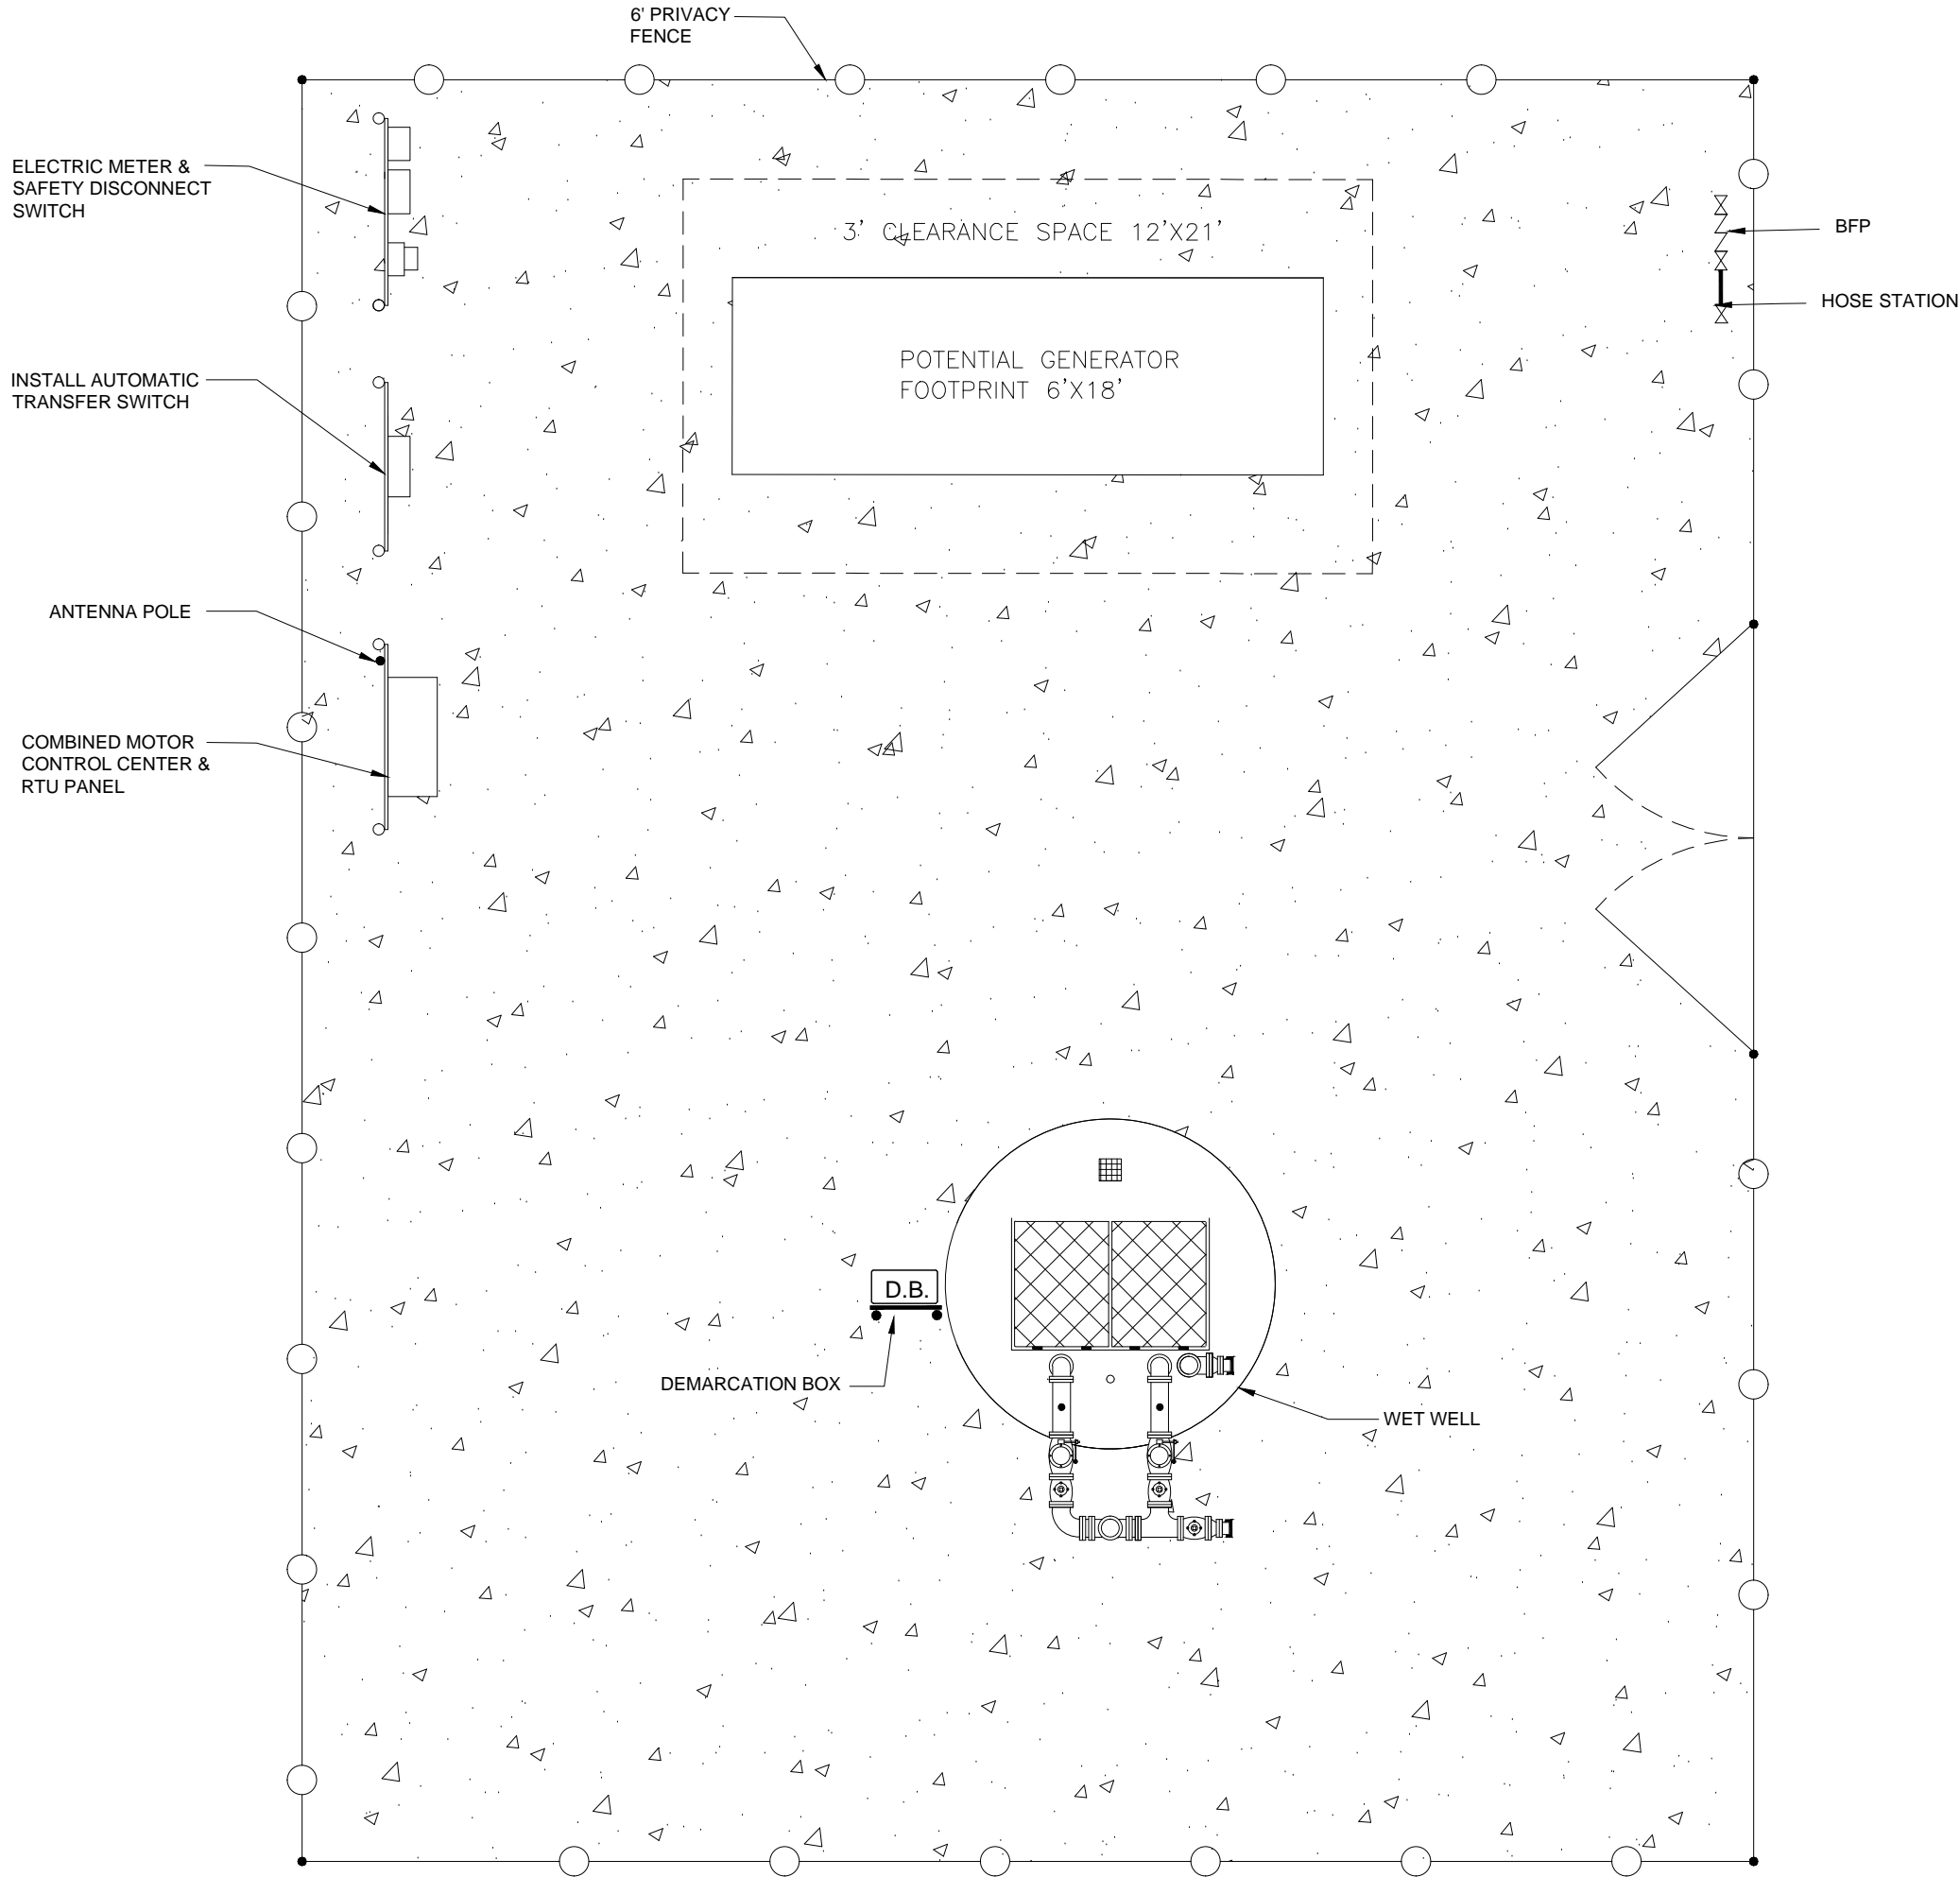 6' PRIVACY
FENCE
ELECTRIC METER &
SAFETY DISCONNECT
SWITCH
3' CLEARANCE SPACE 12'X21'
BFP
HOSE STATION
POTENTIAL GENERATOR
FOOTPRINT 6'X18'
INSTALL AUTOMATIC
TRANSFER SWITCH
ANTENNA POLE
COMBINED MOTOR
CONTROL CENTER &
RTU PANEL
D.B.
DEMARCATION BOX
WET WELL